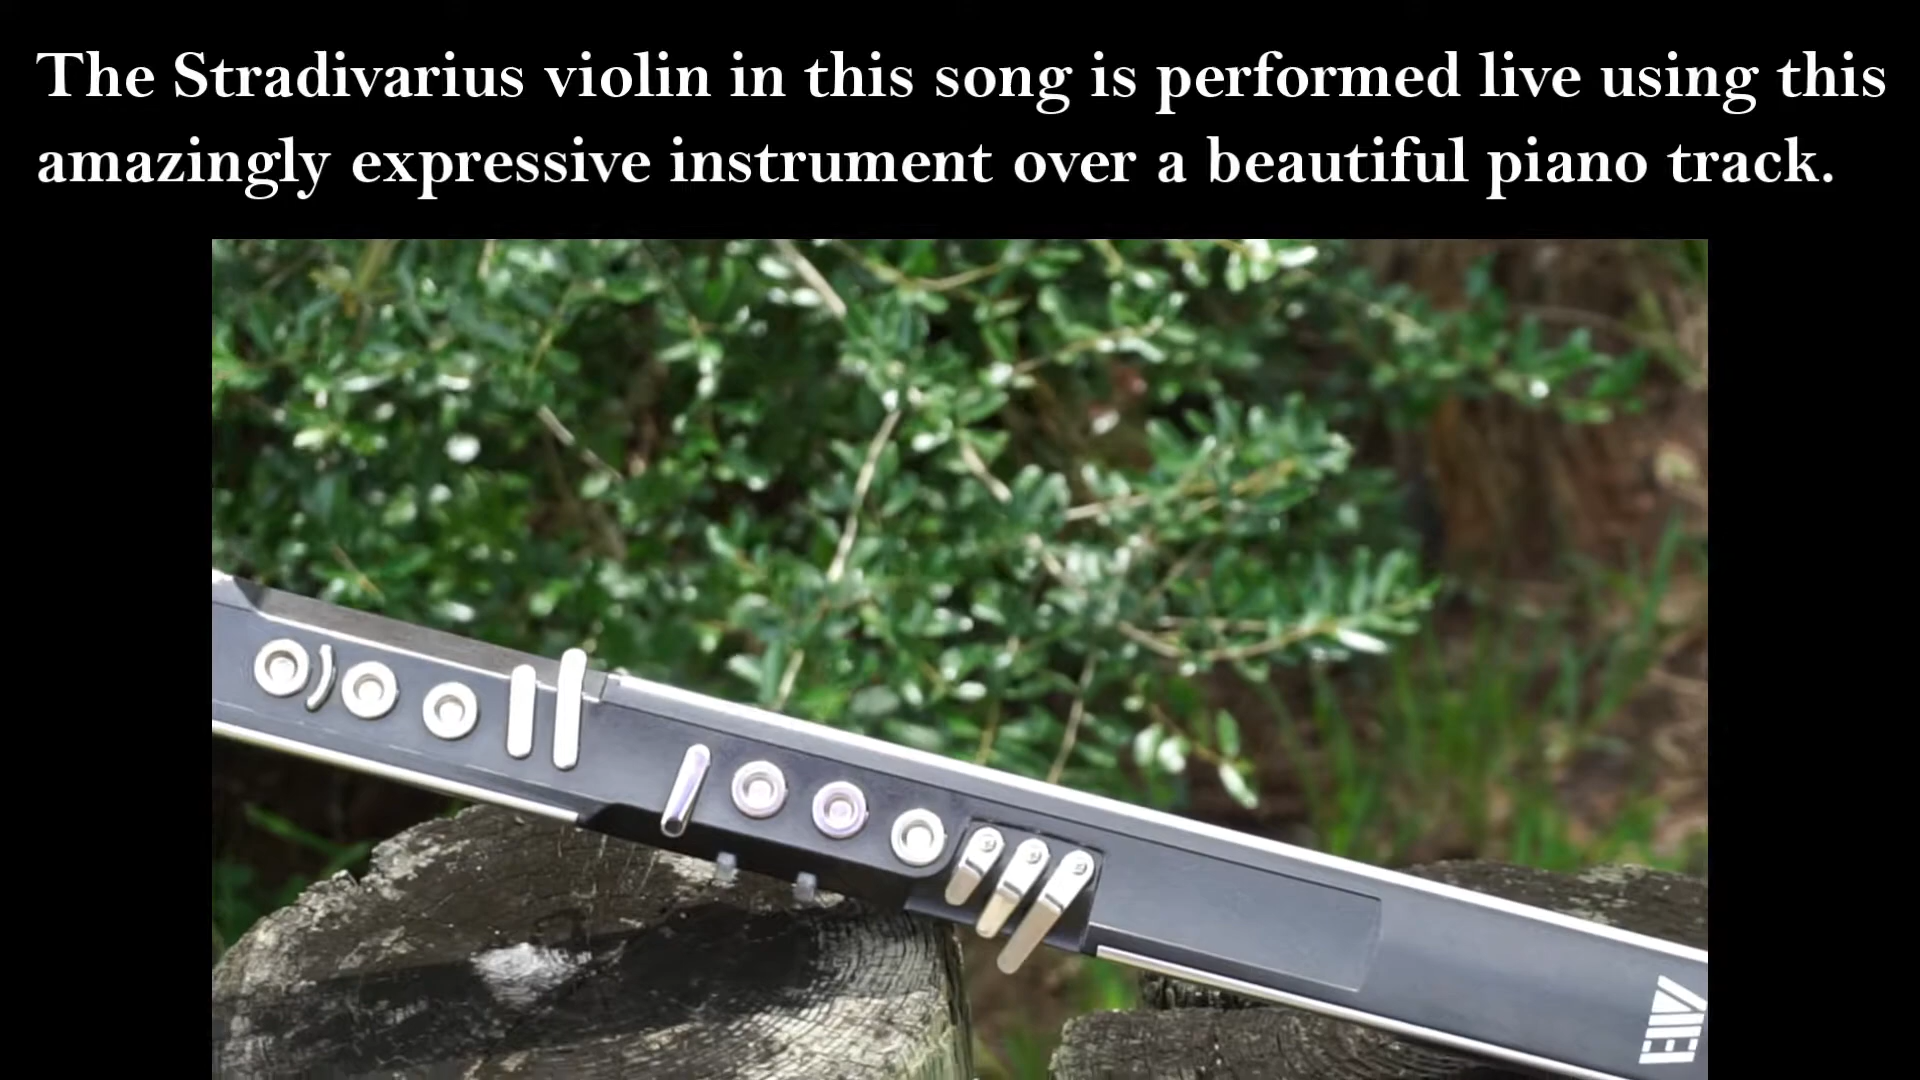 The Stradivarius violin in this song is performed live using this
amazingly expressive instrument over a beautiful piano track.